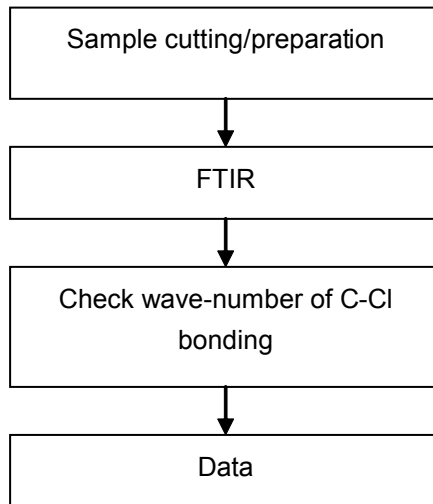 Sample cutting/preparation
FTIR
Check wave-number of C-Cl
bonding
Data